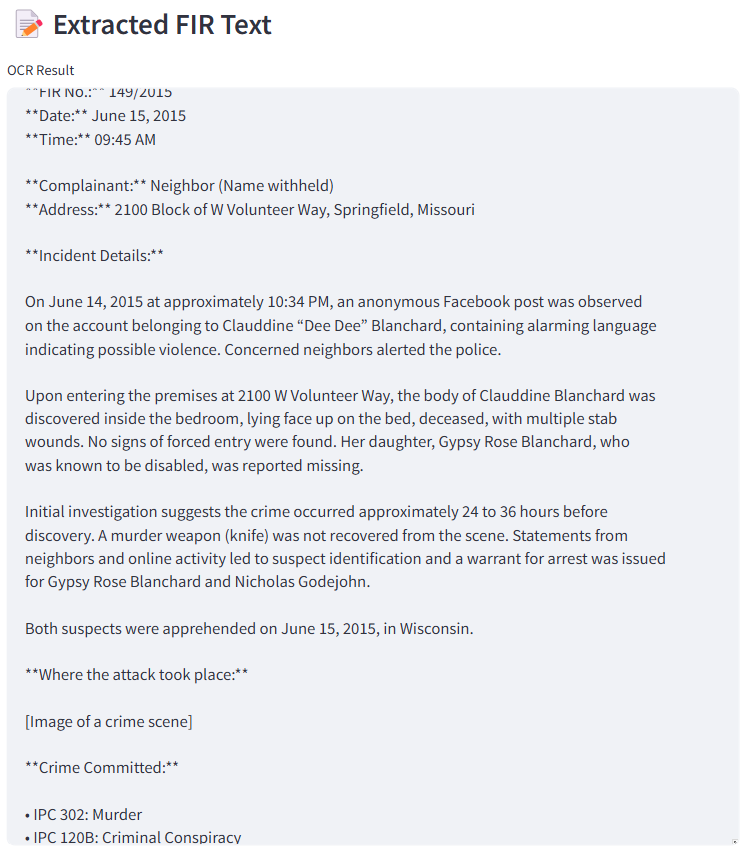 Extracted FIR Text
OCR Result
**FIR No.:** 149/2015
**Date:** June 15, 2015
**Time:** 09:45 AM
**Complainant:** Neighbor (Name withheld)
**Address:** 2100 Block of W Volunteer Way, Springfield, Missouri
**Incident Details:**
On June 14, 2015 at approximately 10:34 PM, an anonymous Facebook post was observed
on the account belonging to Clauddine “Dee Dee” Blanchard, containing alarming language
indicating possible violence. Concerned neighbors alerted the police.
Upon entering the premises at 2100 W Volunteer Way, the body of Clauddine Blanchard was
discovered inside the bedroom, lying face up on the bed, deceased, with multiple stab
wounds. No signs of forced entry were found. Her daughter, Gypsy Rose Blanchard, who
was known to be disabled, was reported missing.
Initial investigation suggests the crime occurred approximately 24 to 36 hours before
discovery. A murder weapon (knife) was not recovered from the scene. Statements from
neighbors and online activity led to suspect identification and a warrant for arrest was issued
for Gypsy Rose Blanchard and Nicholas Godejohn.
Both suspects were apprehended on June 15, 2015, in Wisconsin.
**Where the attack took place:**
[Image of a crime scene]
**Crime Committed:**
• IPC 302: Murder
• IPC 120B: Criminal Conspiracy